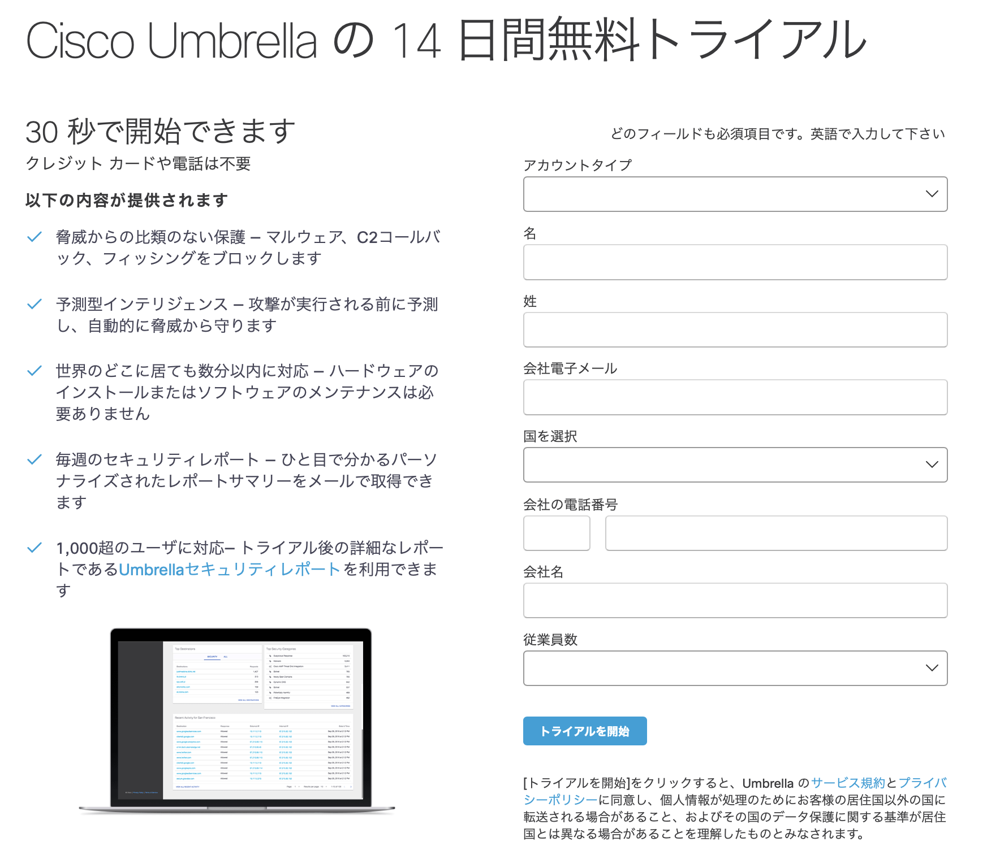 Cisco Umbrella の 14 日間無料トライアル
30 秒で開始できます
クレジット カードや電話は不要
以下の内容が提供されます
脅威からの比類のない保護 – マルウェア、C2コールバ
ック、フィッシングをブロックします
予測型インテリジェンス – 攻撃が実行される前に予測
し、自動的に脅威から守ります
世界のどこに居ても数分以内に対応 – ハードウェアの
インストールまたはソフトウェアのメンテナンスは必
要ありません
毎週のセキュリティレポート – ひと目で分かるパーソ
ナライズされたレポートサマリーをメールで取得でき
ます
1,000超のユーザに対応– トライアル後の詳細なレポー
トであるUmbrellaセキュリティレポートを利用できま
す
Top Destinations
SECURITY ALL
Top Security Categories
Recent Activity for San Francisco
どのフィールドも必須項目です。英語で入力して下さい
アカウントタイプ
名
姓
会社電子メール
国を選択
会社の電話番号
会社名
従業員数
トライアルを開始
[トライアルを開始]をクリックすると、Umbrella のサービス規約とプライバ
シーポリシーに同意し、個人情報が処理のためにお客様の居住国以外の国に
転送される場合があること、およびその国のデータ保護に関する基準が居住
国とは異なる場合があることを理解したものとみなされます。